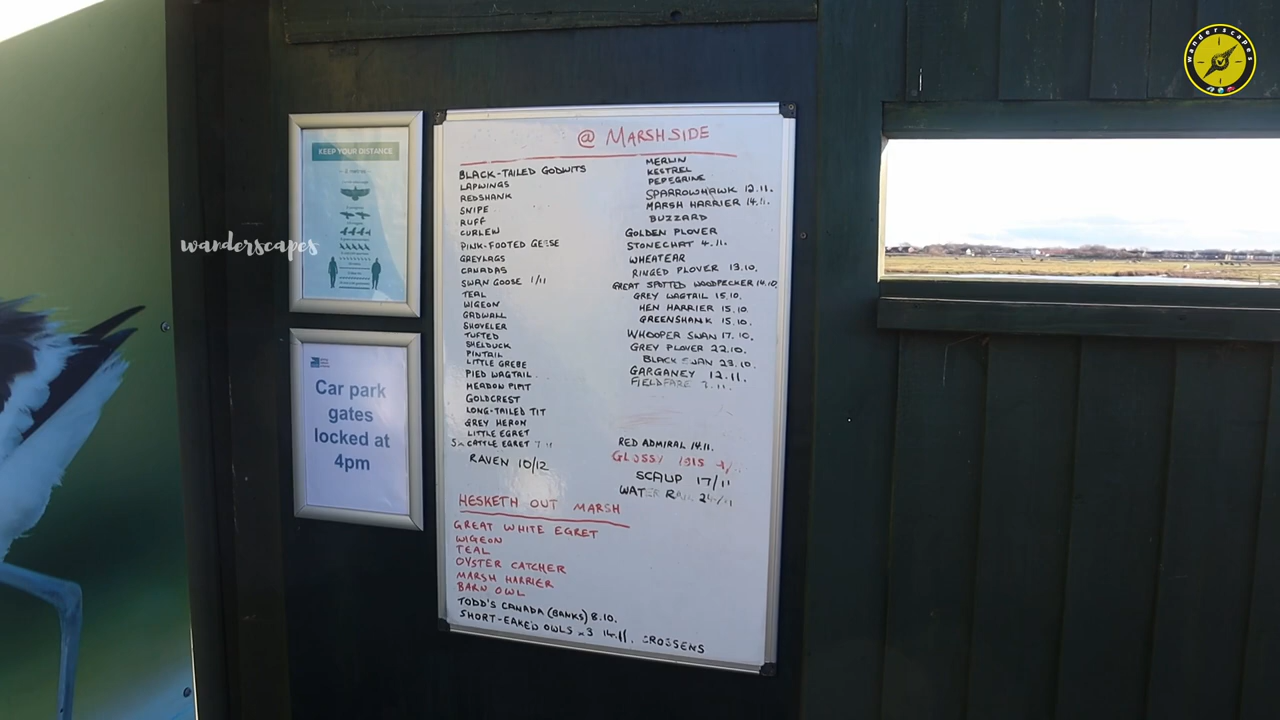 wanderscapes
KEEP YOUR DISTANCE
wanderscapes
Car park
gates
locked at
4pm
@ MARSHSIDE
BLACK-TAILED GODWITS
LAPWINGS
REDSHANK
SNIPE
RUFF
CURLEW
PINK-FOOTED GEESE
GREYLAGS
CANADAS
SWAN GOOSE 1/11
TEAL
WIGEON
GADWALL
SHOVELER
TUFTED
SHELDUCK
PINTAIL
LITTLE GREBE
PIED WAGTAIL
MEADOW PIPIT
GOLDCREST
LONG-TAILED TIT
GREY HERON
LITTLE EGRET
5x CATTLE EGRET
RAVEN 10/12
MERLIN
KESTREL
PEREGRINE
SPARROWHAWK 12.11.
MARSH HARRIER 14.11.
BUZZARD
GOLDEN PLOVER
STONECHAT 4.11.
WHEATEAR
RINGED PLOVER 13.10.
GREAT SPOTTED WOODPECKER 14.10.
GREY WAGTAIL 15.10.
HEN HARRIER 15.10.
GREENSHANK 15.10.
WHOOPER SWAN 17.10.
GREY PLOVER 22.10.
BLACK SWAN 23.10.
GARGANEY 12.11.
FIELDFARE
RED ADMIRAL 14.11.
GLOSSY IBIS
SCAUP 17/11
WATER RAIL
HESKETH OUT MARSH
GREAT WHITE EGRET
WIGEON
TEAL
OYSTER CATCHER
MARSH HARRIER
BARN OWL
TODD'S CANADA (BANKS) 8.10.
SHORT-EARED OWLS x3 14.11. CROSSENS